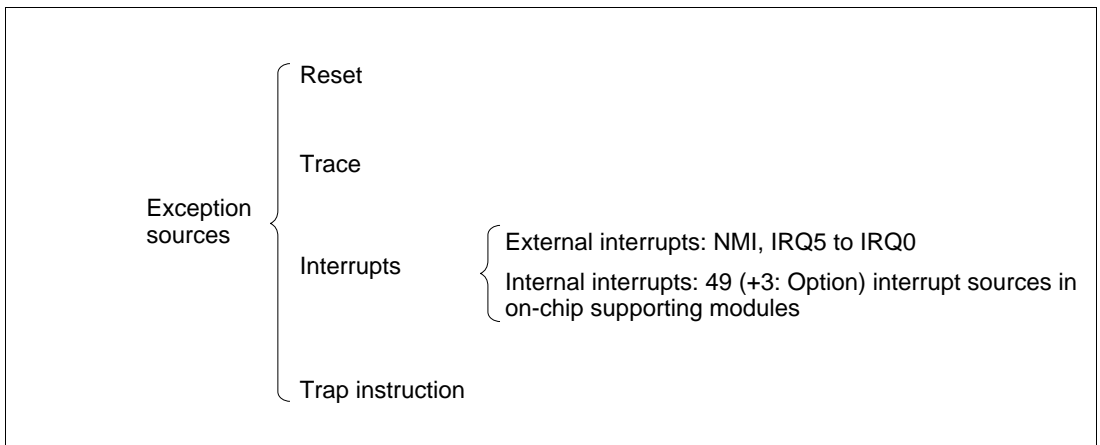 Reset
Trace
Exception
sources
Interrupts
External interrupts: NMI, IRQ5 to IRQ0
Internal interrupts: 49 (+3: Option) interrupt sources in
on-chip supporting modules
Trap instruction